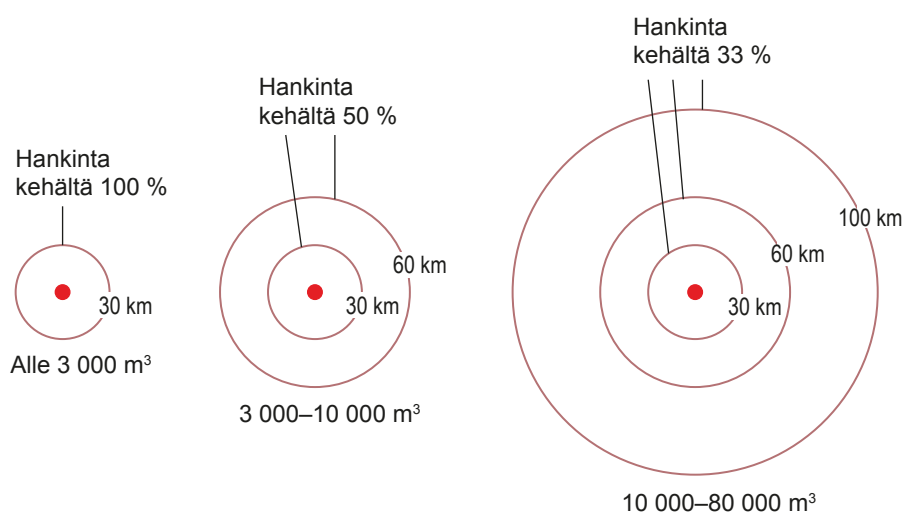 Hankinta
kehältä 100 %
30 km
Alle 3 000 m³
Hankinta
kehältä 50 %
60 km
30 km
3 000–10 000 m³
Hankinta
kehältä 33 %
100 km
60 km
30 km
10 000–80 000 m³